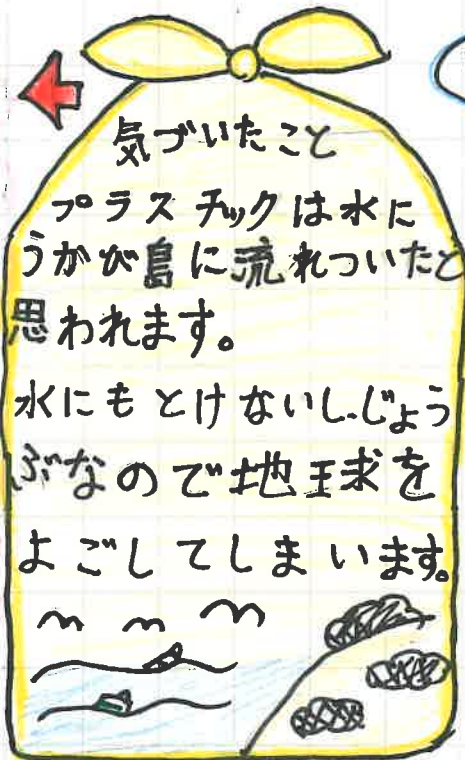 気づいたこと
プラスチックは水に
うかび島に流れついたと
思われます。
水にもとけないし、じょう
ぶなので地球を
よごしてしまいます。